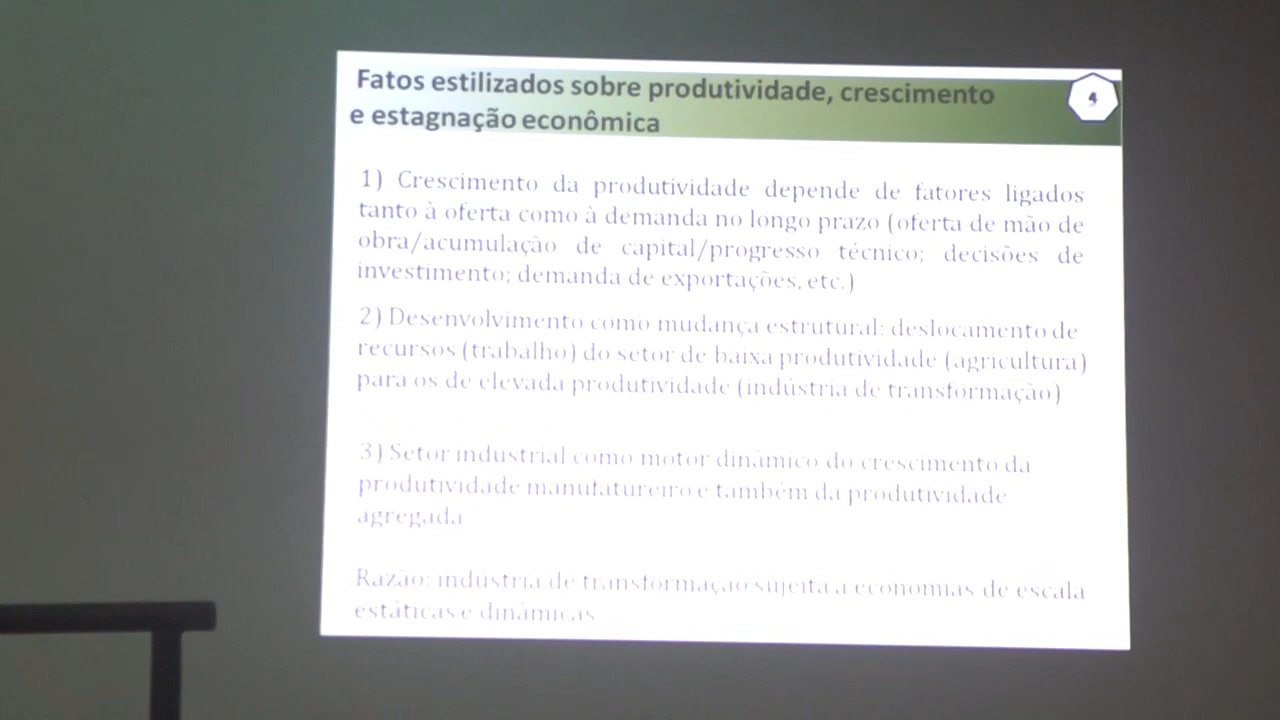 Fatos estilizados sobre produtividade, crescimento
e estagnação econômica
4
1) Crescimento da produtividade depende de fatores ligados
tanto à oferta como à demanda no longo prazo (oferta de mão de
obra/acumulação de capital/progresso técnico; decisões de
investimento; demanda de exportações, etc.)
2) Desenvolvimento como mudança estrutural: deslocamento de
recursos (trabalho) do setor de baixa produtividade (agricultura)
para os de elevada produtividade (indústria de transformação)
3) Setor industrial como motor dinâmico do crescimento da
produtividade manufatureiro e também da produtividade
agregada
Razão: indústria de transformação sujeita a economias de escala
estáticas e dinâmicas